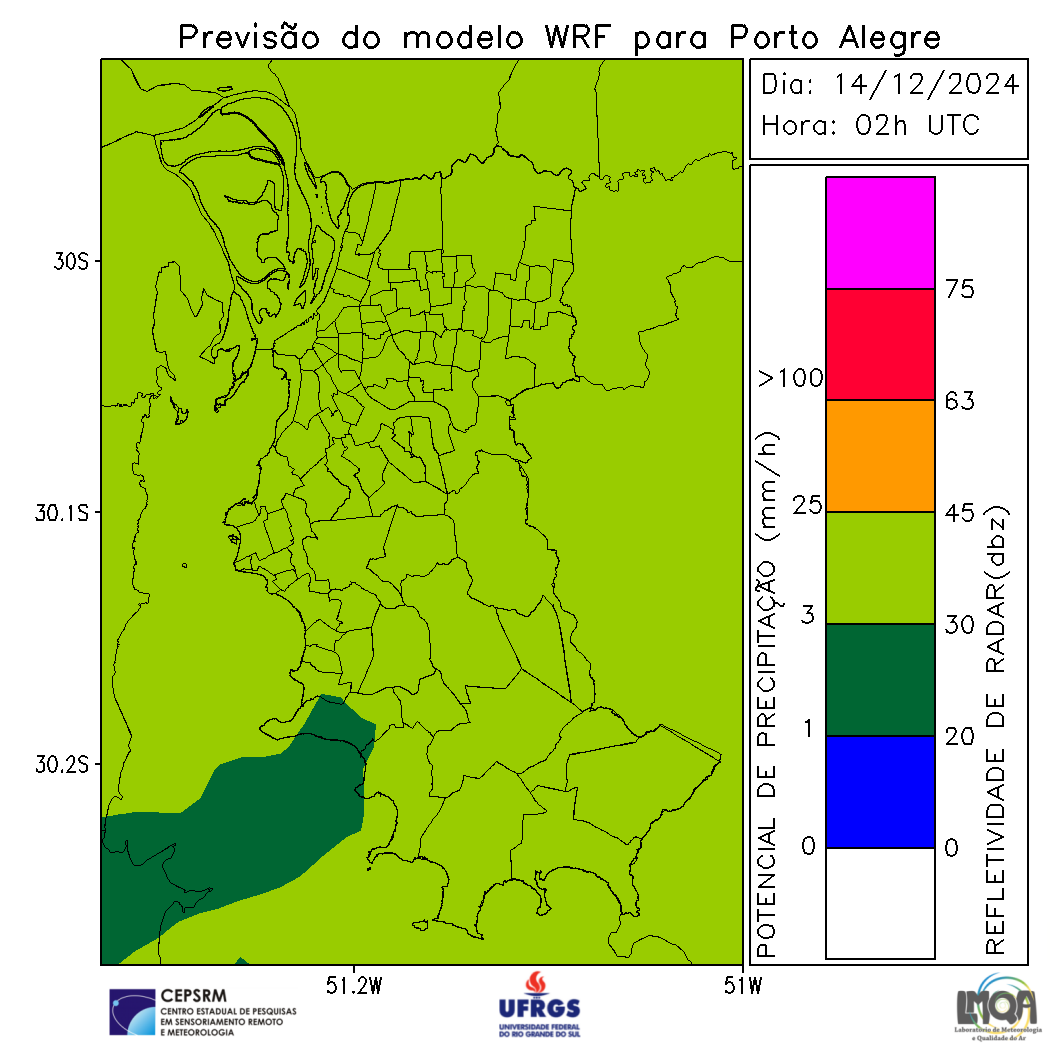 Previsão do modelo WRF para Porto Alegre
Dia: 14/12/2024
Hora: 02h UTC
30S
30.1S
30.2S
51.2W
51W
POTENCIAL DE PRECIPITAÇÃO (mm/h)
>100
25
3
1
0
75
63
45
30
20
0
REFLETIVIDADE DE RADAR(dbz)
CEPSRM
CENTRO ESTADUAL DE PESQUISAS
EM SENSORIAMENTO REMOTO
E METEOROLOGIA
UFRGS
UNIVERSIDADE FEDERAL
DO RIO GRANDE DO SUL
LMQA
Laboratório de Meteorologia
e Qualidade do Ar